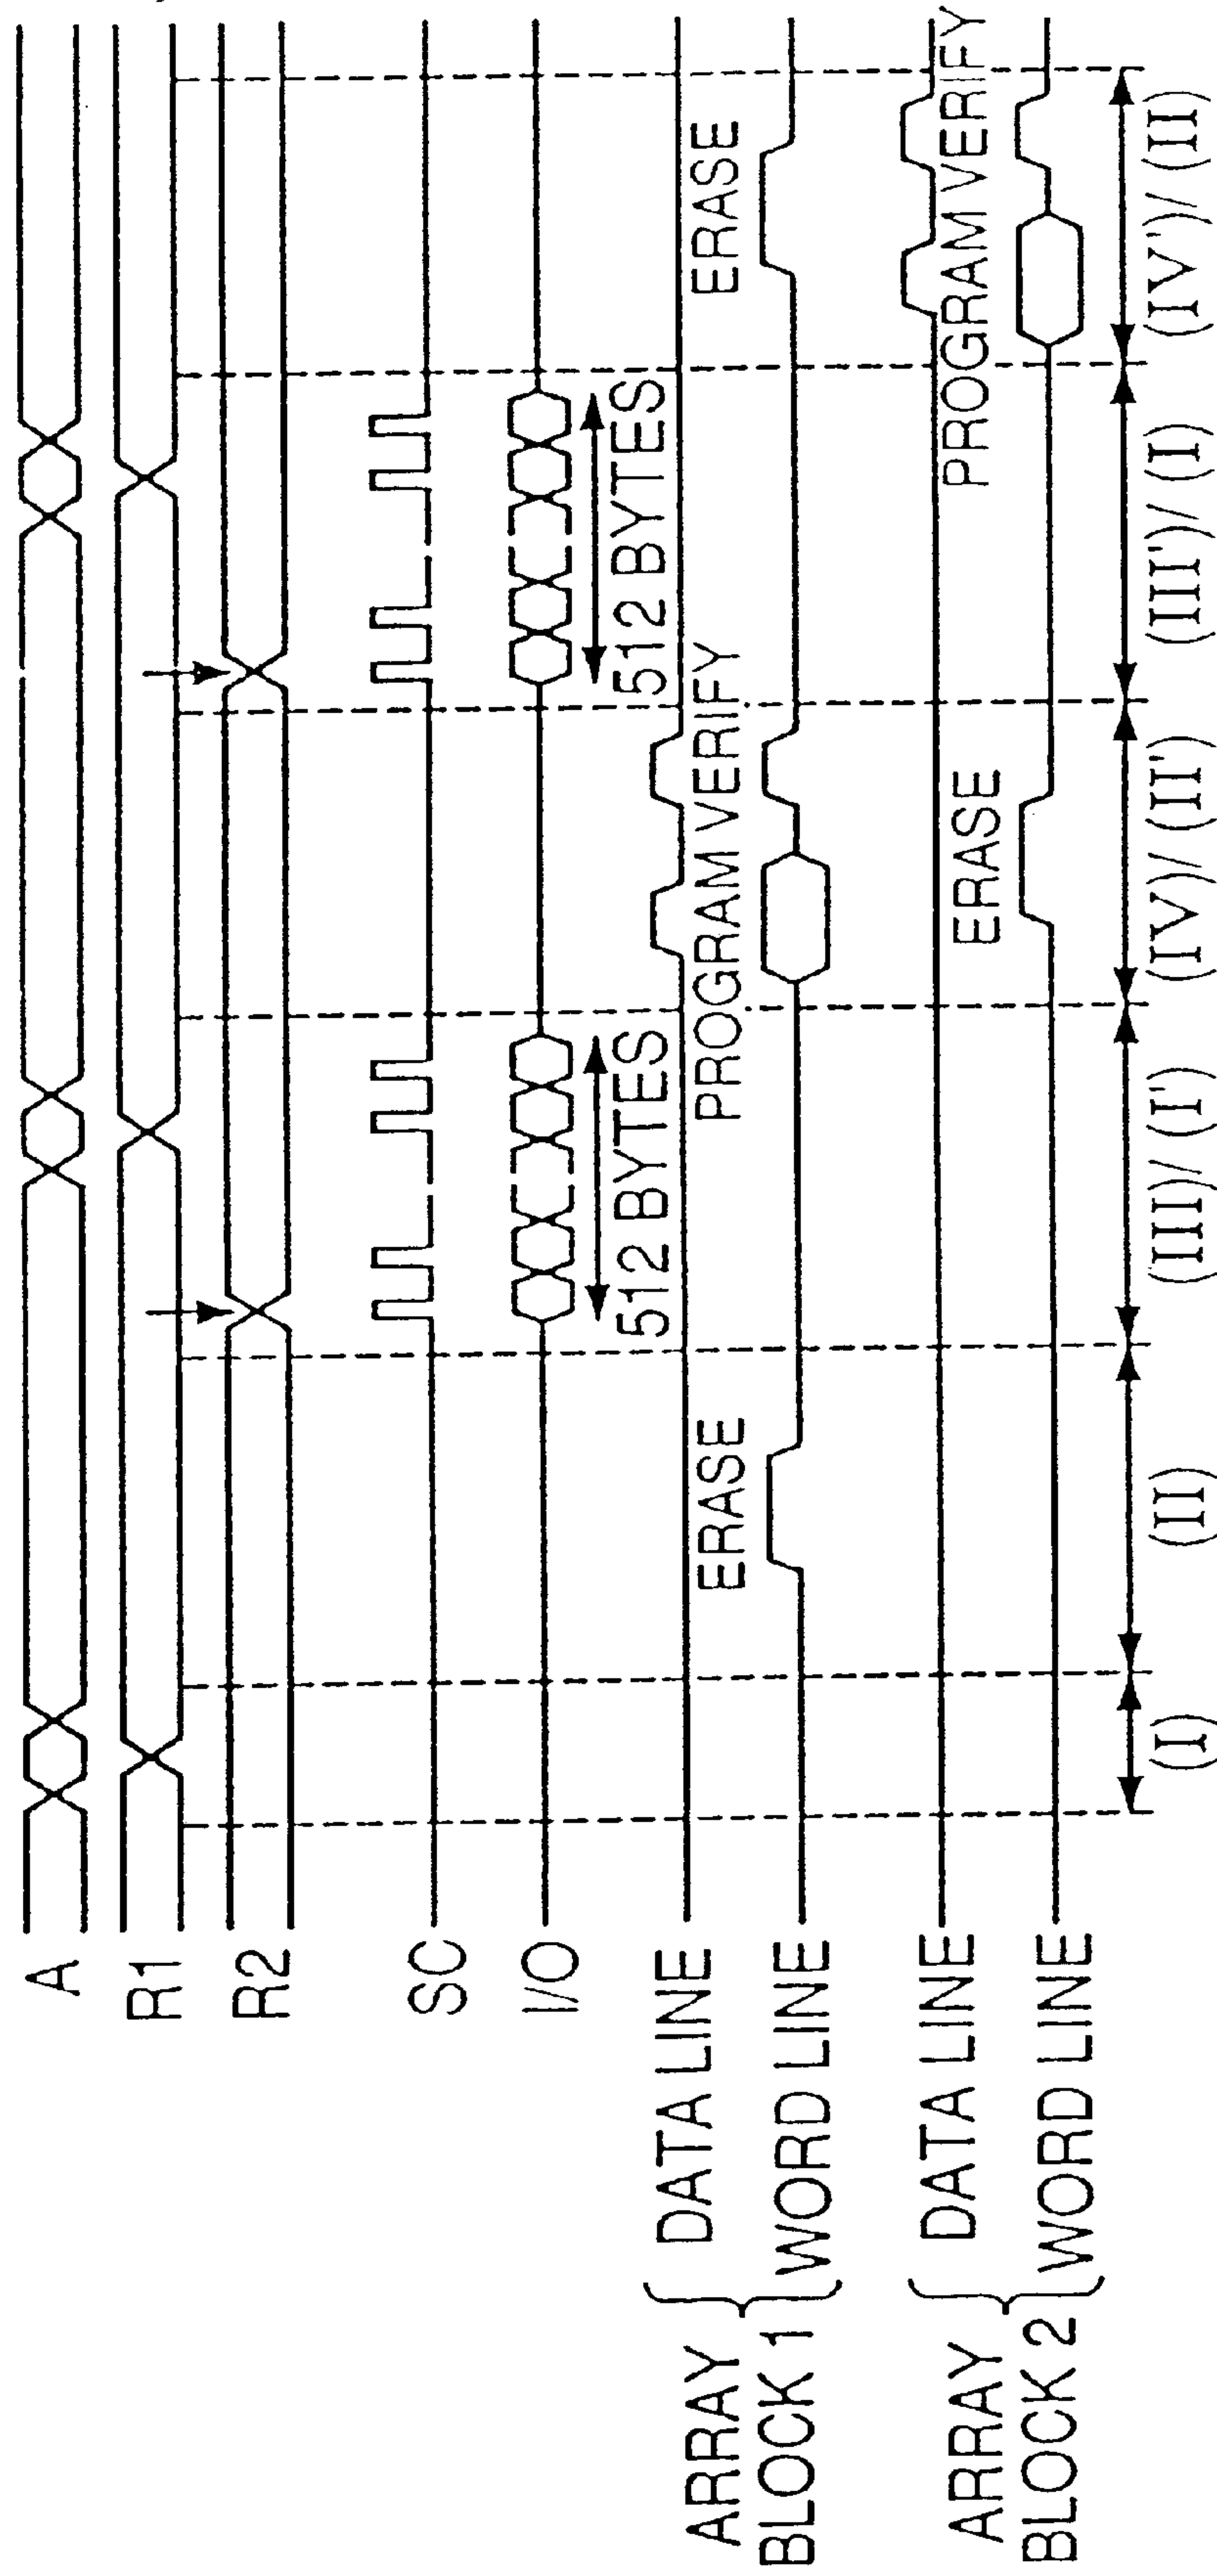 A
R1
R2
SC
I/O
512 BYTES
512 BYTES
ARRAY
BLOCK 1
DATA LINE
ERASE
PROGRAM VERIFY
ERASE
WORD LINE
ARRAY
BLOCK 2
DATA LINE
ERASE
PROGRAM VERIFY
WORD LINE
(I)
(II)
(III)/ (I')
(IV)/ (II')
(III')/ (I)
(IV')/ (II)